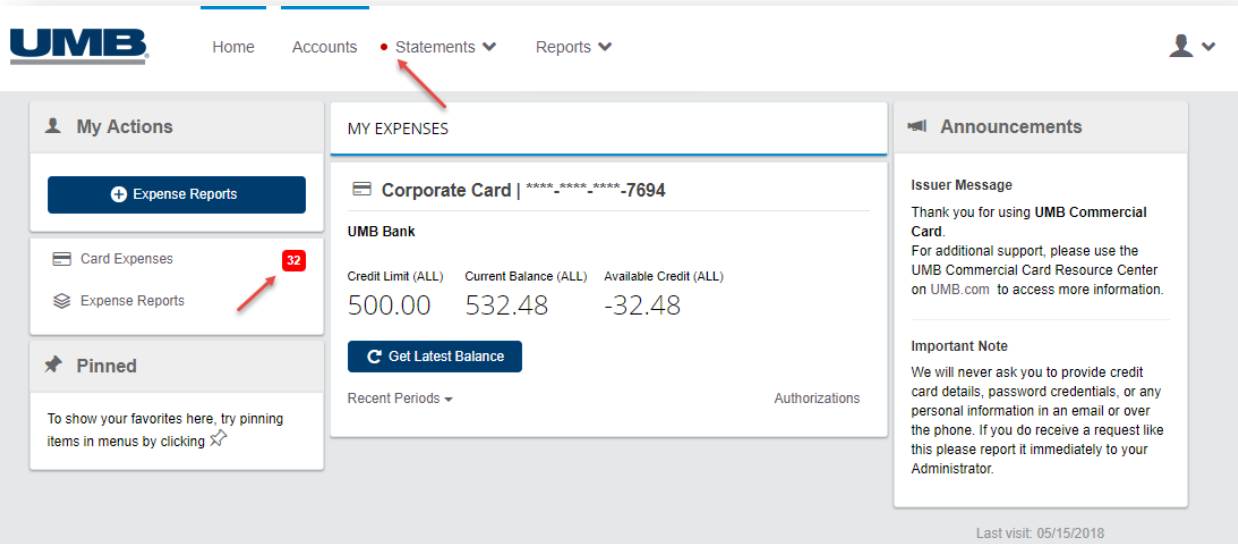 UMB
Home Accounts Statements Reports
My Actions
Expense Reports
Card Expenses 32
Expense Reports
Pinned
To show your favorites here, try pinning
items in menus by clicking
MY EXPENSES
Corporate Card | ****-****-****-7694
UMB Bank
Credit Limit (ALL) Current Balance (ALL) Available Credit (ALL)
500.00 532.48 -32.48
Get Latest Balance
Recent Periods Authorizations
Announcements
Issuer Message
Thank you for using UMB Commercial
Card.
For additional support, please use the
UMB Commercial Card Resource Center
on UMB.com to access more information.
Important Note
We will never ask you to provide credit
card details, password credentials, or any
personal information in an email or over
the phone. If you do receive a request like
this please report it immediately to your
Administrator.
Last visit: 05/15/2018